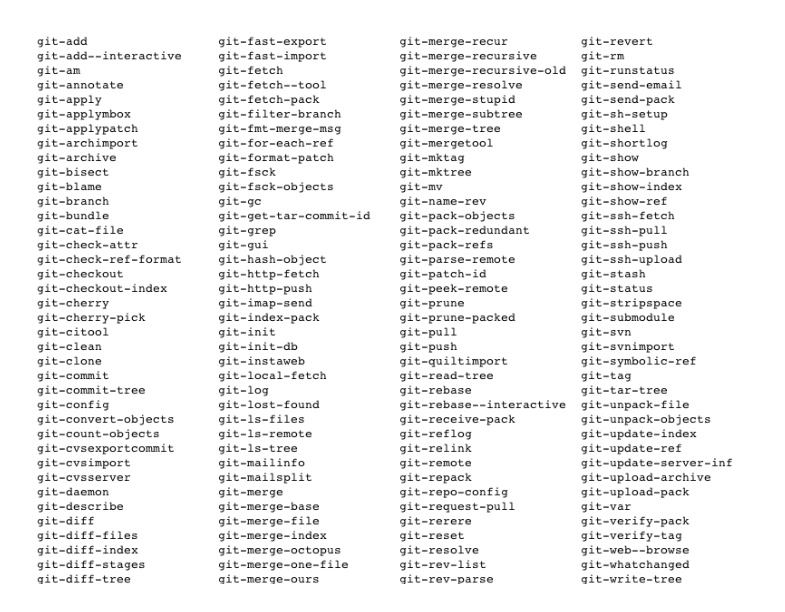 git-add
git-add--interactive
git-am
git-annotate
git-apply
git-applymbox
git-applypatch
git-archimport
git-archive
git-bisect
git-blame
git-branch
git-bundle
git-cat-file
git-check-attr
git-check-ref-format
git-checkout
git-checkout-index
git-cherry
git-cherry-pick
git-citool
git-clean
git-clone
git-commit
git-commit-tree
git-config
git-convert-objects
git-count-objects
git-cvsexportcommit
git-cvsimport
git-cvsserver
git-daemon
git-describe
git-diff
git-diff-files
git-diff-index
git-diff-stages
git-diff-tree
git-fast-export
git-fast-import
git-fetch
git-fetch--tool
git-fetch-pack
git-filter-branch
git-fmt-merge-msg
git-for-each-ref
git-format-patch
git-fsck
git-fsck-objects
git-gc
git-get-tar-commit-id
git-grep
git-gui
git-hash-object
git-http-fetch
git-http-push
git-imap-send
git-index-pack
git-init
git-init-db
git-instaweb
git-local-fetch
git-log
git-lost-found
git-ls-files
git-ls-remote
git-ls-tree
git-mailinfo
git-mailsplit
git-merge
git-merge-base
git-merge-file
git-merge-index
git-merge-octopus
git-merge-one-file
git-merge-ours
git-merge-recur
git-merge-recursive
git-merge-recursive-old
git-merge-resolve
git-merge-stupid
git-merge-subtree
git-merge-tree
git-mergetool
git-mktag
git-mktree
git-mv
git-name-rev
git-pack-objects
git-pack-redundant
git-pack-refs
git-parse-remote
git-patch-id
git-peek-remote
git-prune
git-prune-packed
git-pull
git-push
git-quiltimport
git-read-tree
git-rebase
git-rebase--interactive
git-receive-pack
git-reflog
git-relink
git-remote
git-repack
git-repo-config
git-request-pull
git-rerere
git-reset
git-resolve
git-rev-list
git-rev-parse
git-revert
git-rm
git-runstatus
git-send-email
git-send-pack
git-sh-setup
git-shell
git-shortlog
git-show
git-show-branch
git-show-index
git-show-ref
git-ssh-fetch
git-ssh-pull
git-ssh-push
git-ssh-upload
git-stash
git-status
git-stripspace
git-submodule
git-svn
git-svnimport
git-symbolic-ref
git-tag
git-tar-tree
git-unpack-file
git-unpack-objects
git-update-index
git-update-ref
git-update-server-inf
git-upload-archive
git-upload-pack
git-var
git-verify-pack
git-verify-tag
git-web--browse
git-whatchanged
git-write-tree